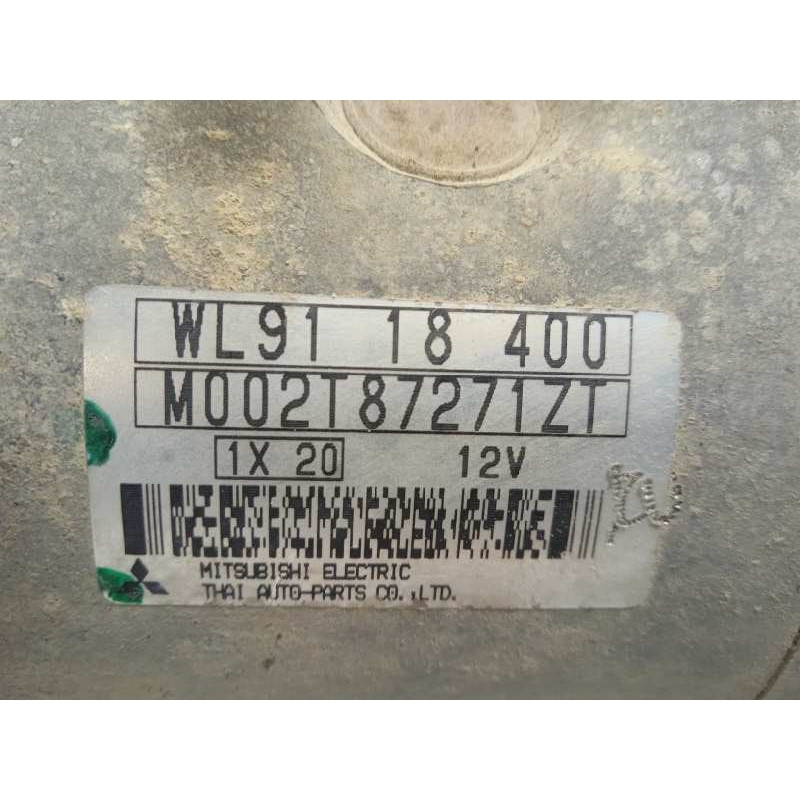 WL91 18 400
M002T87271ZT
1X 20 12V
MITSUBISHI ELECTRIC
THAI AUTO-PARTS CO.,LTD.